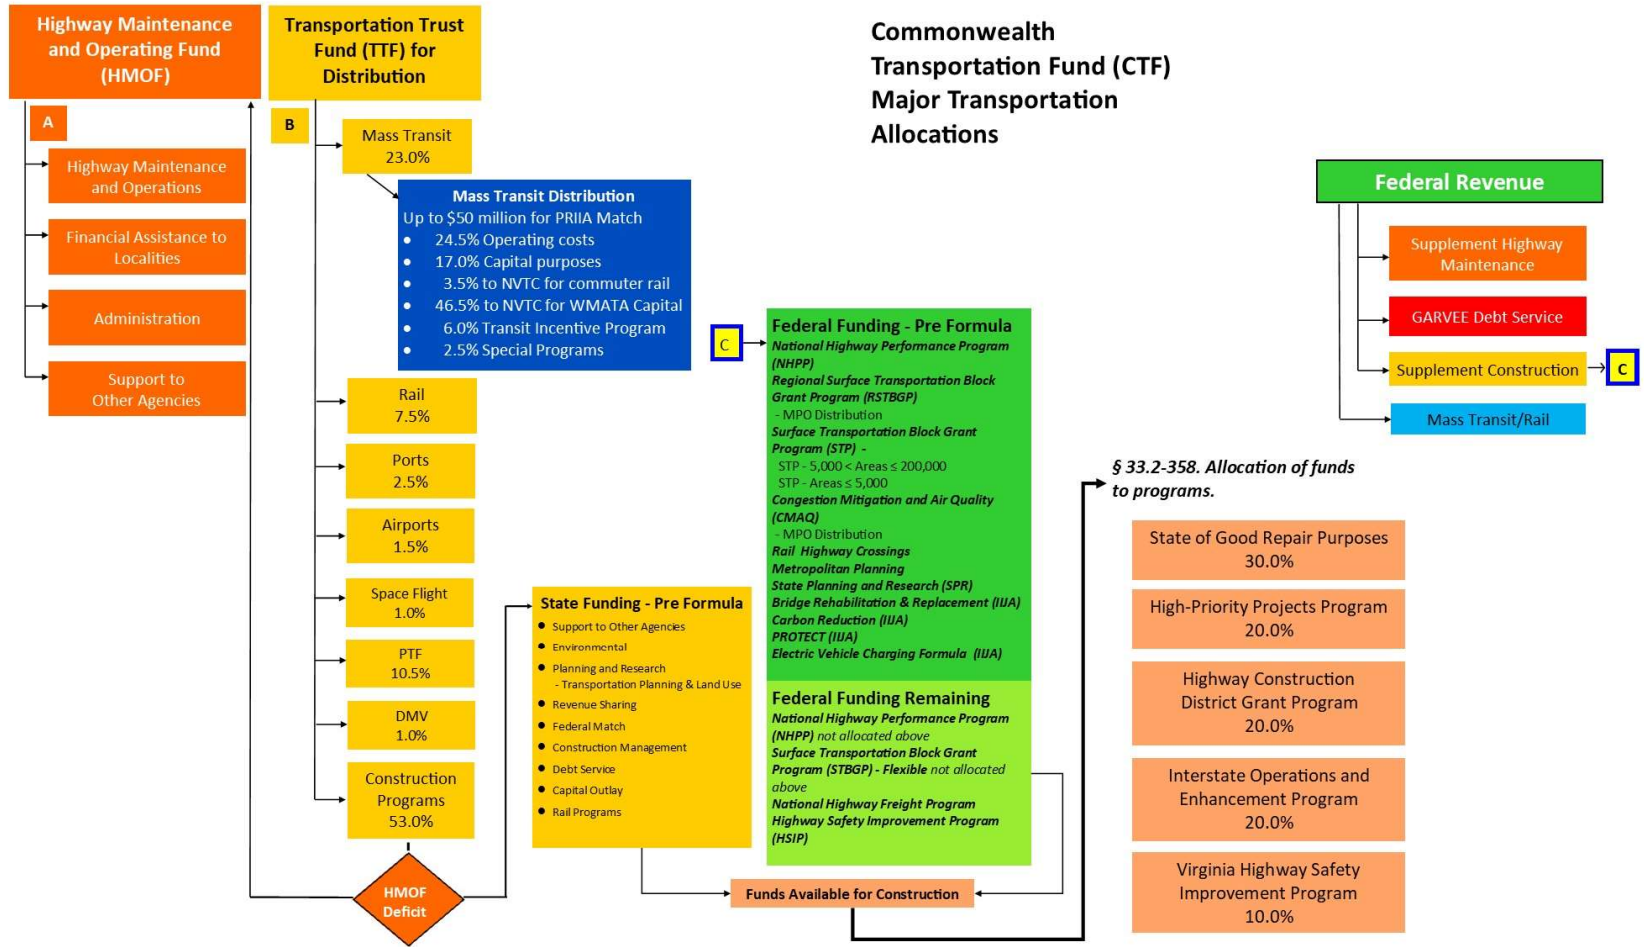 Highway Maintenance
and Operating Fund
(HMOF)
A
Highway Maintenance
and Operations
Financial Assistance to
Localities
Administration
Support to
Other Agencies
Transportation Trust
Fund (TTF) for
Distribution
B
Mass Transit
23.0%
Mass Transit Distribution
Up to $50 million for PRIIA Match
• 24.5% Operating costs
• 17.0% Capital purposes
• 3.5% to NVTC for commuter rail
• 46.5% to NVTC for WMATA Capital
• 6.0% Transit Incentive Program
• 2.5% Special Programs
Rail
7.5%
Ports
2.5%
Airports
1.5%
Space Flight
1.0%
PTF
10.5%
DMV
1.0%
Construction
Programs
53.0%
HMOF
Deficit
State Funding - Pre Formula
• Support to Other Agencies
• Environmental
• Planning and Research
- Transportation Planning & Land Use
• Revenue Sharing
• Federal Match
• Construction Management
• Debt Service
• Capital Outlay
• Rail Programs
Commonwealth
Transportation Fund (CTF)
Major Transportation
Allocations
C
Federal Funding - Pre Formula
National Highway Performance Program
(NHPP)
Regional Surface Transportation Block
Grant Program (RSTBGP)
- MPO Distribution
Surface Transportation Block Grant
Program (STP) -
STP - 5,000 < Areas ≤ 200,000
STP - Areas ≤ 5,000
Congestion Mitigation and Air Quality
(CMAQ)
- MPO Distribution
Rail Highway Crossings
Metropolitan Planning
State Planning and Research (SPR)
Bridge Rehabilitation & Replacement (IIJA)
Carbon Reduction (IIJA)
PROTECT (IIJA)
Electric Vehicle Charging Formula (IIJA)
Federal Funding Remaining
National Highway Performance Program
(NHPP) not allocated above
Surface Transportation Block Grant
Program (STBGP) - Flexible not allocated
above
National Highway Freight Program
Highway Safety Improvement Program
(HSIP)
Funds Available for Construction
Federal Revenue
Supplement Highway
Maintenance
GARVEE Debt Service
Supplement Construction
C
Mass Transit/Rail
§ 33.2-358. Allocation of funds
to programs.
State of Good Repair Purposes
30.0%
High-Priority Projects Program
20.0%
Highway Construction
District Grant Program
20.0%
Interstate Operations and
Enhancement Program
20.0%
Virginia Highway Safety
Improvement Program
10.0%